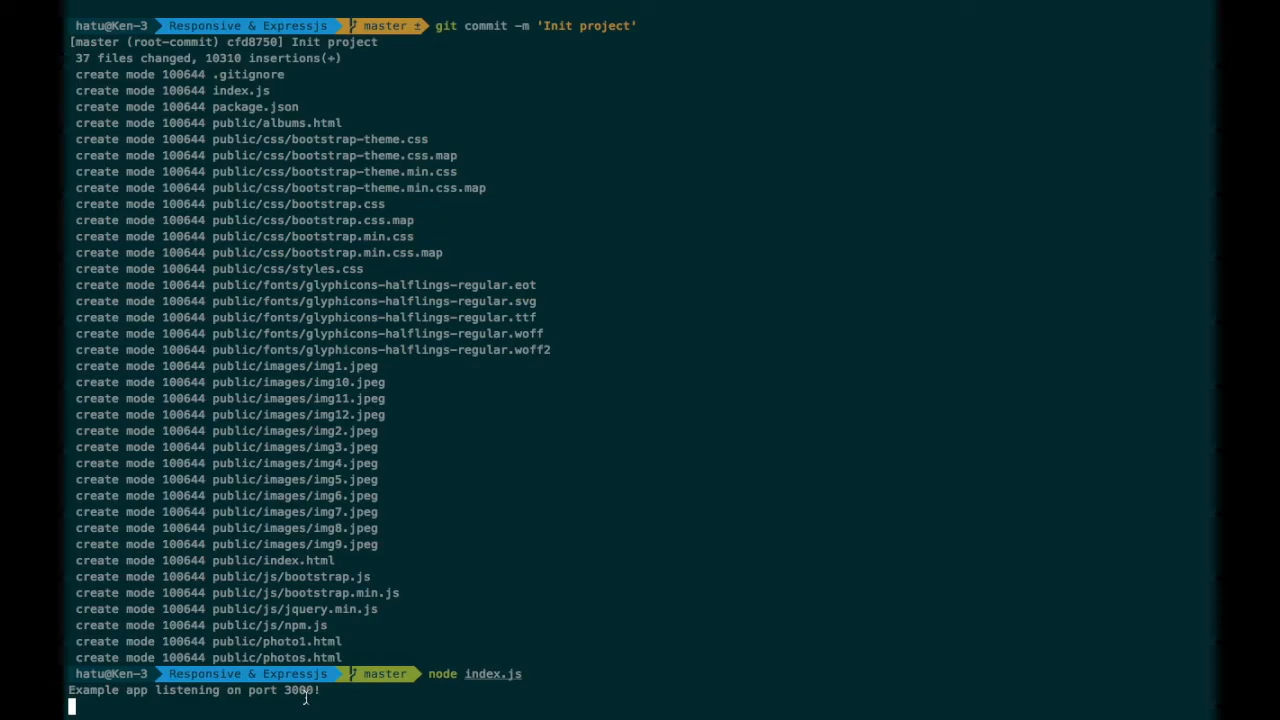 hatu@Ken-3 Responsive & Expressjs master ± git commit -m 'Init project'
[master (root-commit) cfd8750] Init project
37 files changed, 10310 insertions(+)
create mode 100644 .gitignore
create mode 100644 index.js
create mode 100644 package.json
create mode 100644 public/albums.html
create mode 100644 public/css/bootstrap-theme.css
create mode 100644 public/css/bootstrap-theme.css.map
create mode 100644 public/css/bootstrap-theme.min.css
create mode 100644 public/css/bootstrap-theme.min.css.map
create mode 100644 public/css/bootstrap.css
create mode 100644 public/css/bootstrap.css.map
create mode 100644 public/css/bootstrap.min.css
create mode 100644 public/css/bootstrap.min.css.map
create mode 100644 public/css/styles.css
create mode 100644 public/fonts/glyphicons-halflings-regular.eot
create mode 100644 public/fonts/glyphicons-halflings-regular.svg
create mode 100644 public/fonts/glyphicons-halflings-regular.ttf
create mode 100644 public/fonts/glyphicons-halflings-regular.woff
create mode 100644 public/fonts/glyphicons-halflings-regular.woff2
create mode 100644 public/images/img1.jpeg
create mode 100644 public/images/img10.jpeg
create mode 100644 public/images/img11.jpeg
create mode 100644 public/images/img12.jpeg
create mode 100644 public/images/img2.jpeg
create mode 100644 public/images/img3.jpeg
create mode 100644 public/images/img4.jpeg
create mode 100644 public/images/img5.jpeg
create mode 100644 public/images/img6.jpeg
create mode 100644 public/images/img7.jpeg
create mode 100644 public/images/img8.jpeg
create mode 100644 public/images/img9.jpeg
create mode 100644 public/index.html
create mode 100644 public/js/bootstrap.js
create mode 100644 public/js/bootstrap.min.js
create mode 100644 public/js/jquery.min.js
create mode 100644 public/js/npm.js
create mode 100644 public/photo1.html
create mode 100644 public/photos.html
hatu@Ken-3 Responsive & Expressjs master node index.js
Example app listening on port 3000!